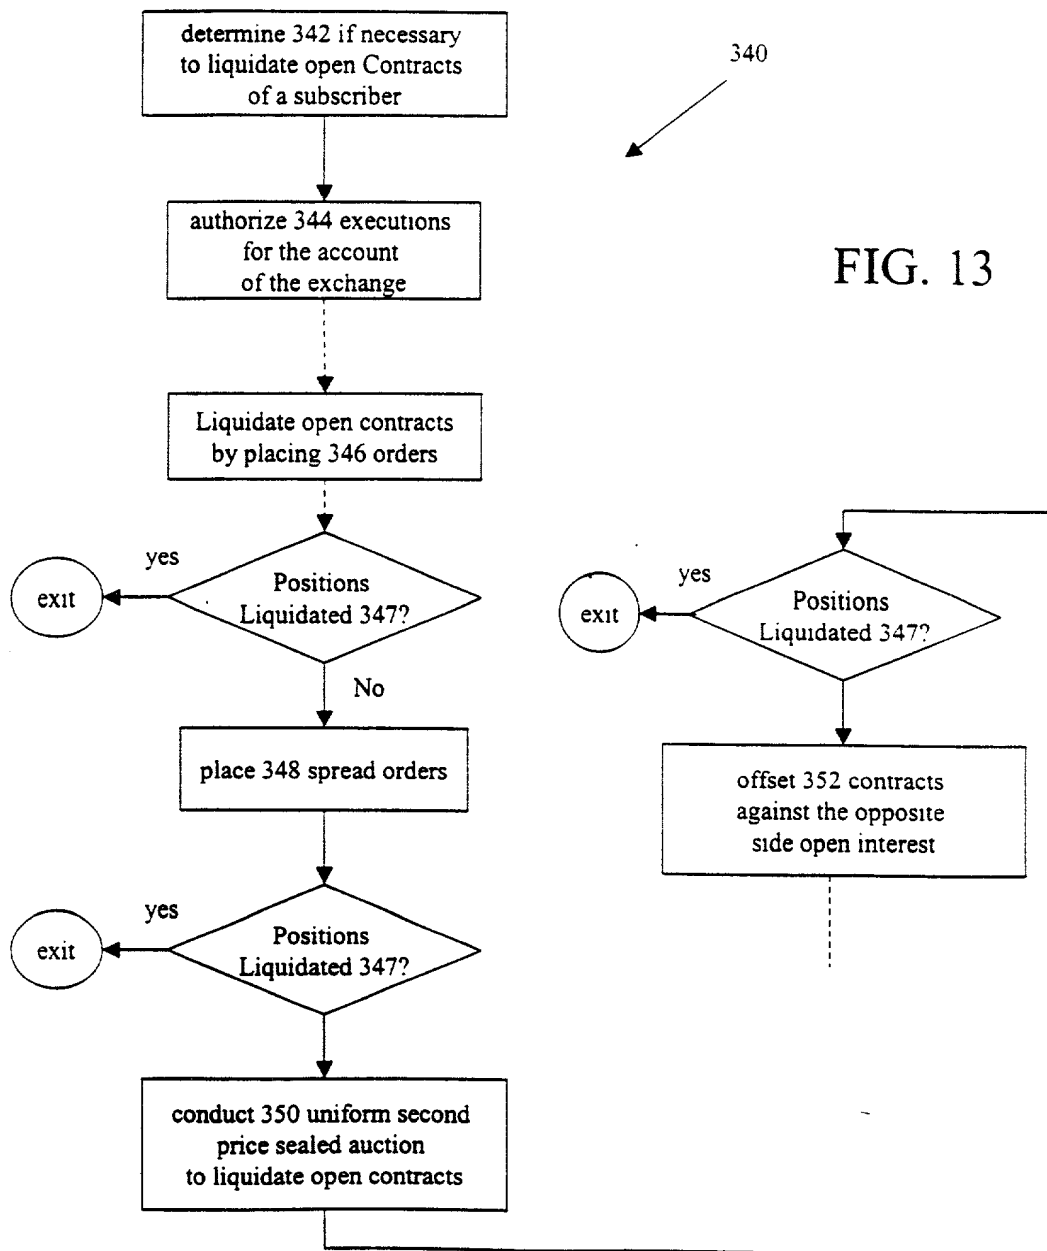 determine 342 if necessary
to liquidate open Contracts
of a subscriber
340
authorize 344 executions
for the account
of the exchange
FIG. 13
Liquidate open contracts
by placing 346 orders
yes
exit
Positions
Liquidated 347?
No
place 348 spread orders
yes
exit
Positions
Liquidated 347?
conduct 350 uniform second
price sealed auction
to liquidate open contracts
yes
exit
Positions
Liquidated 347?
offset 352 contracts
against the opposite
side open interest